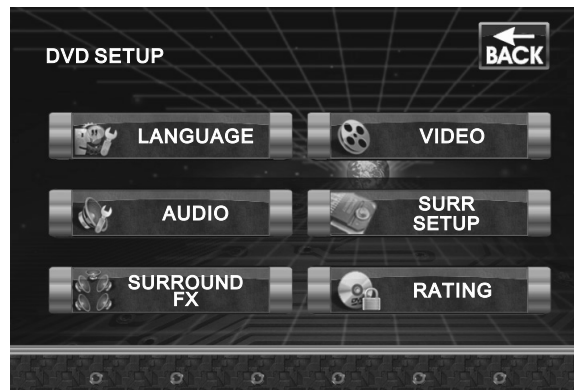 DVD SETUP
BACK
LANGUAGE
VIDEO
AUDIO
SURR
SETUP
SURROUND
FX
RATING